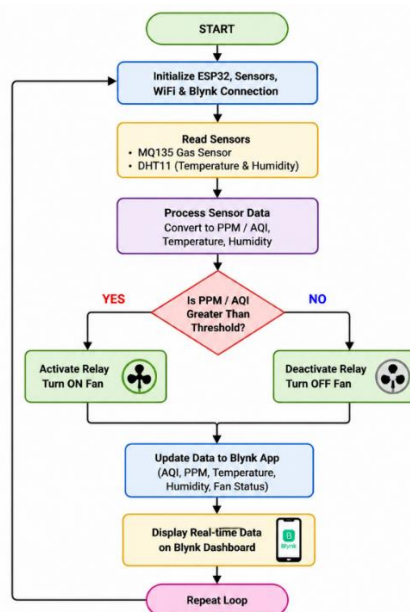 START
Initialize ESP32, Sensors,
WiFi & Blynk Connection
Read Sensors
• MQ135 Gas Sensor
• DHT11 (Temperature & Humidity)
Process Sensor Data
Convert to PPM / AQI,
Temperature, Humidity
YES
Is PPM / AQI
Greater Than
Threshold?
NO
Activate Relay
Turn ON Fan
Deactivate Relay
Turn OFF Fan
Update Data to Blynk App
(AQI, PPM, Temperature,
Humidity, Fan Status)
Display Real-time Data
on Blynk Dashboard
B
Blynk
Repeat Loop